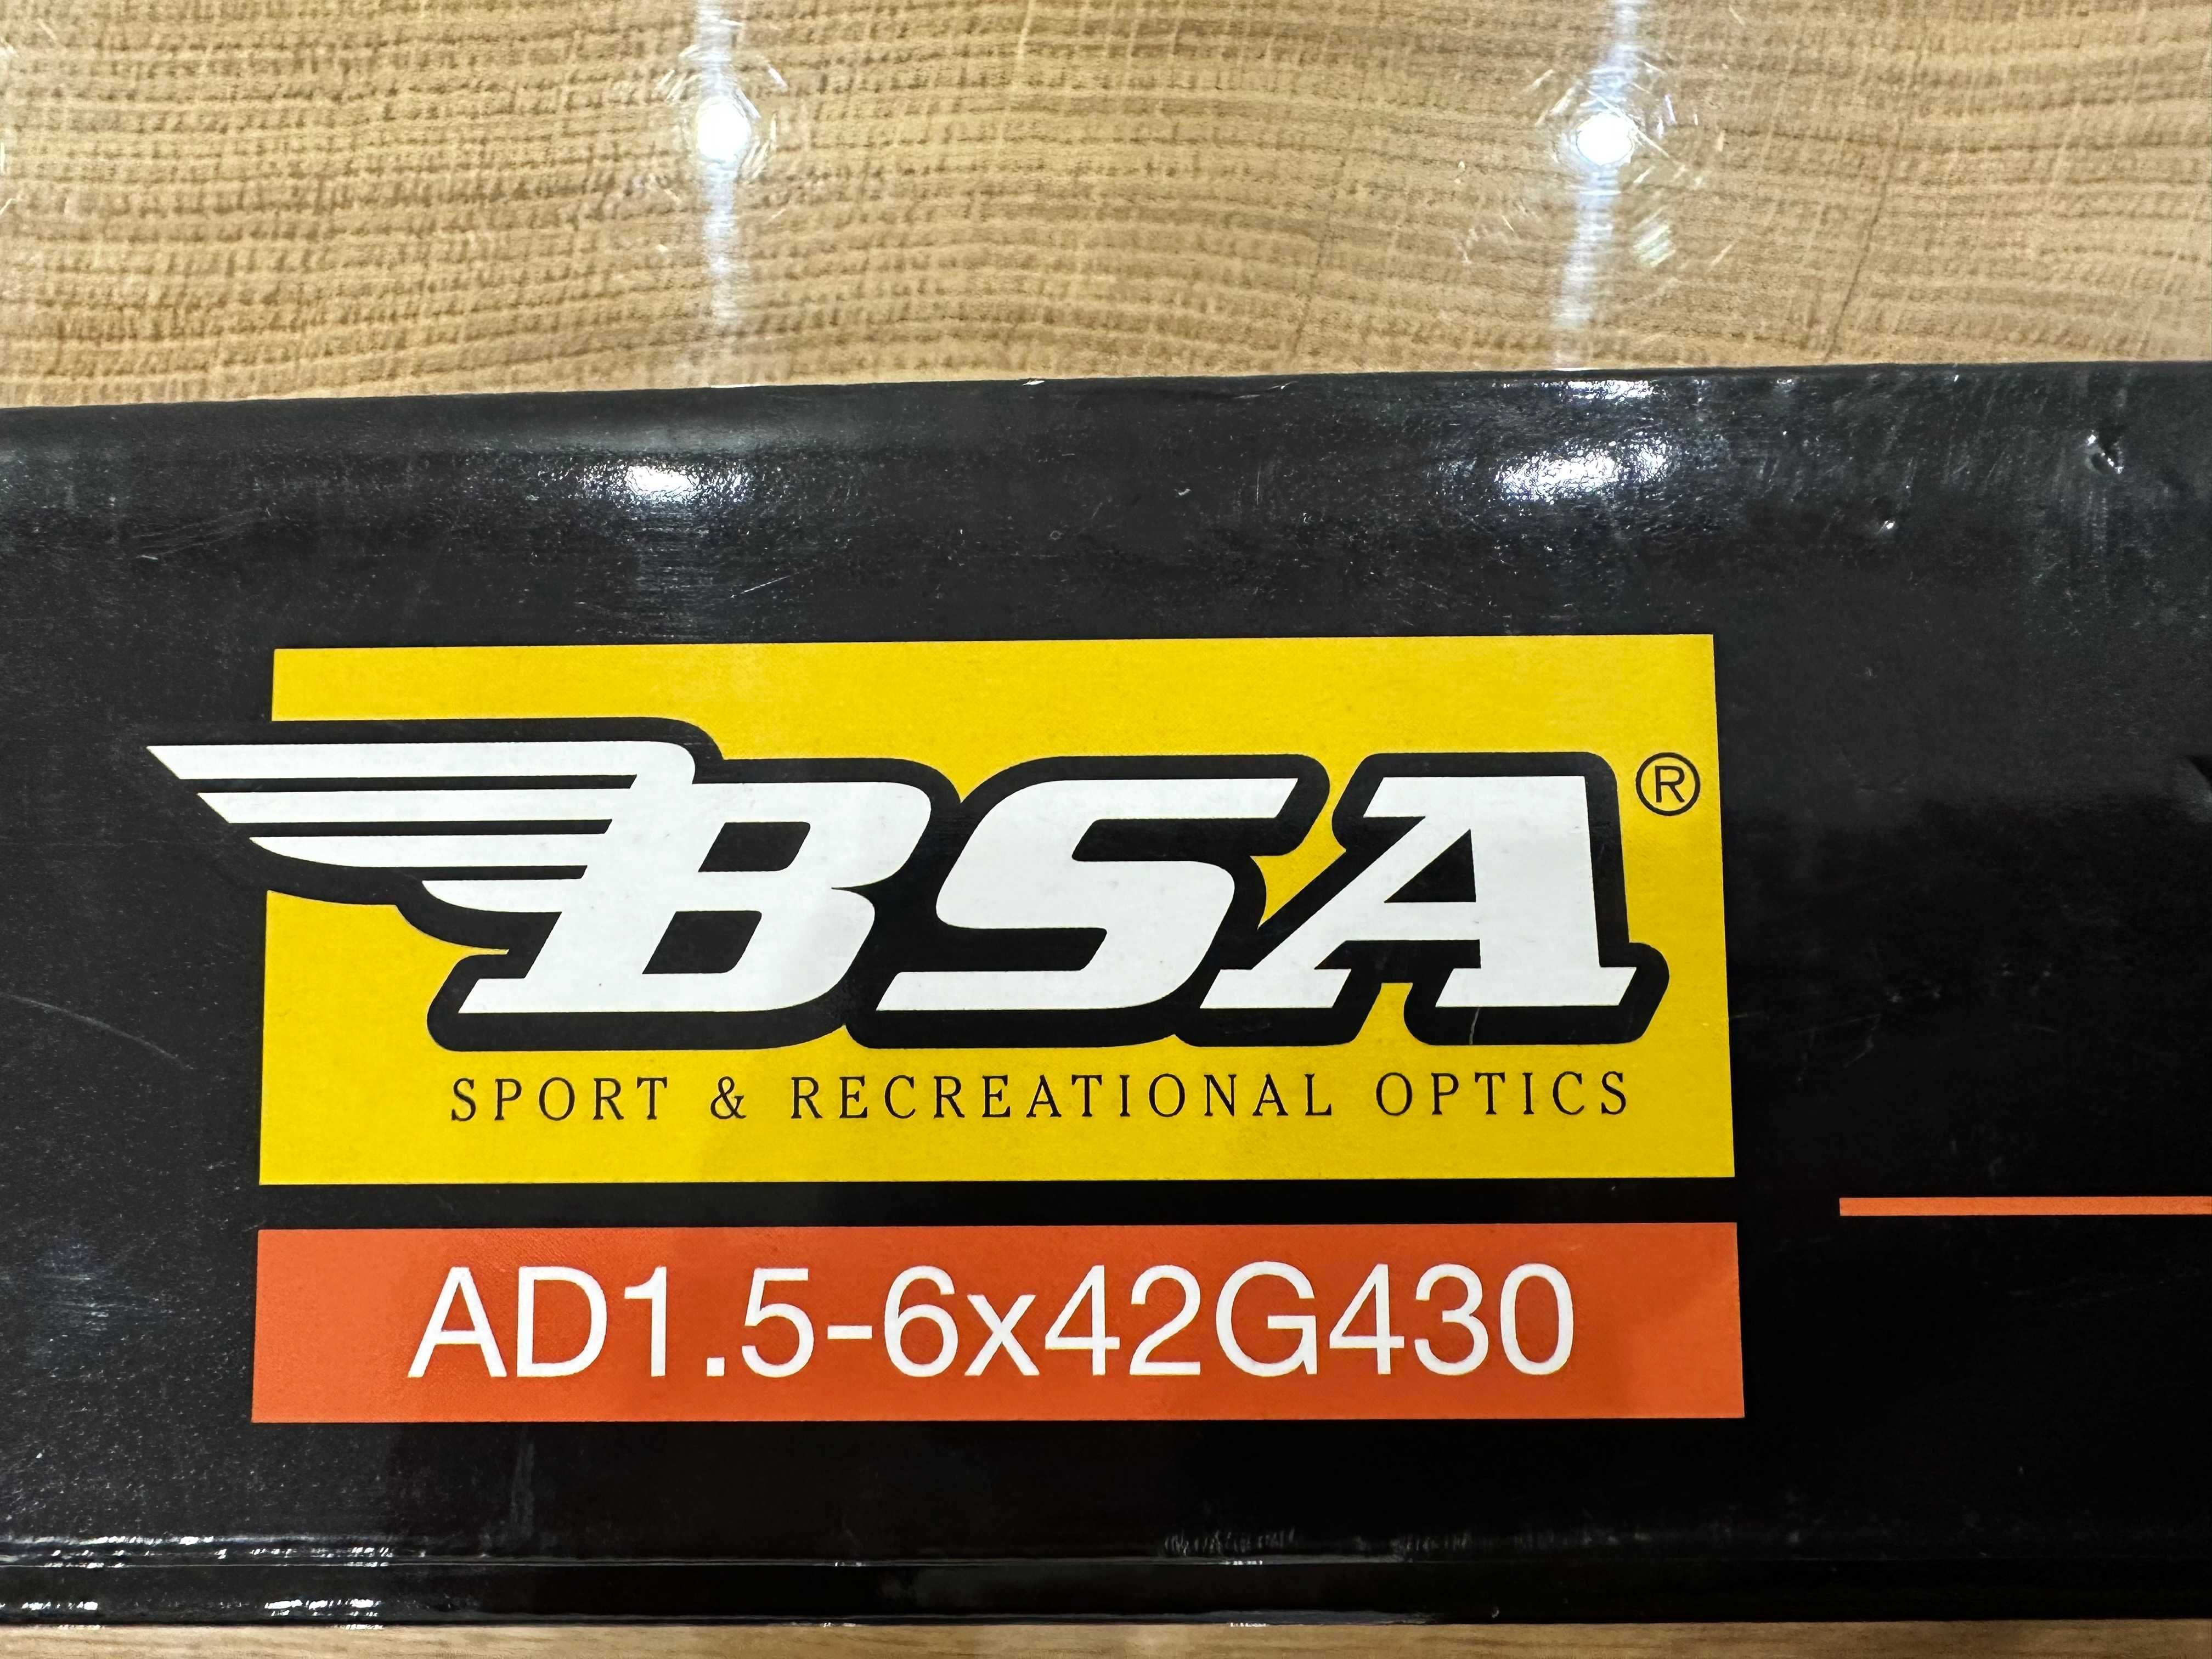 BSA®
SPORT & RECREATIONAL OPTICS
AD1.5-6x42G430